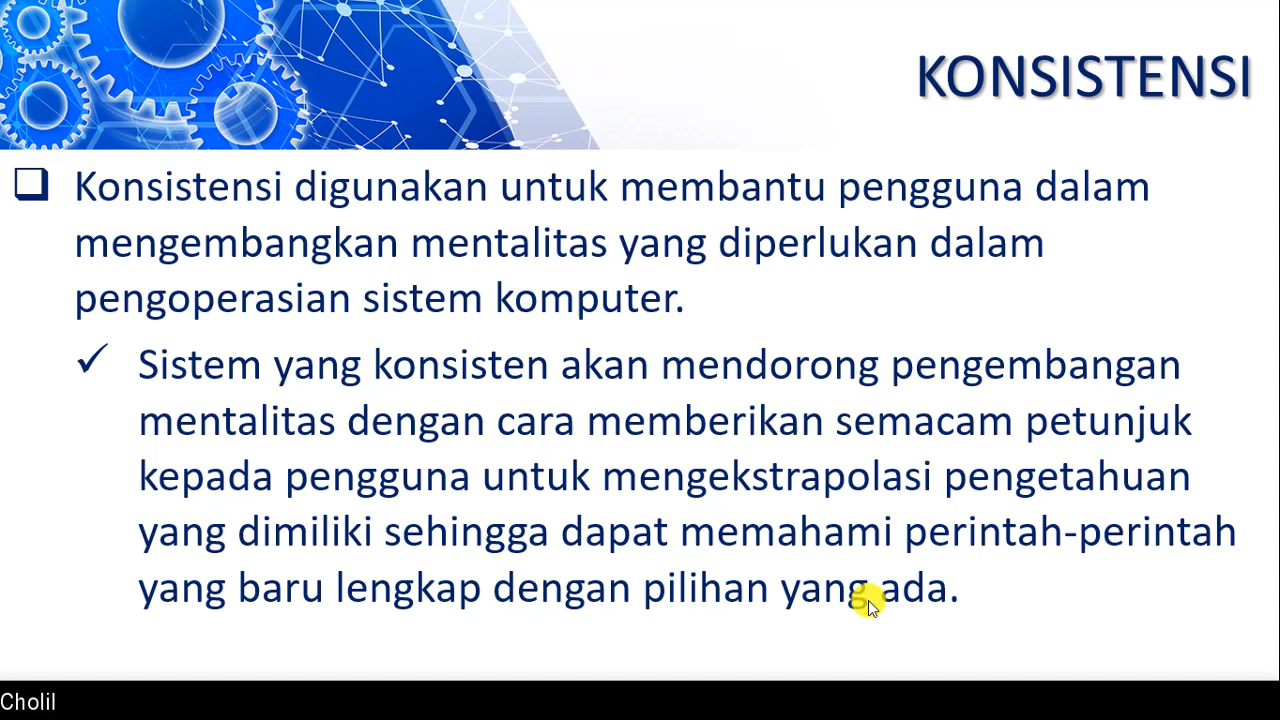 KONSISTENSI
❑ Konsistensi digunakan untuk membantu pengguna dalam
mengembangkan mentalitas yang diperlukan dalam
pengoperasian sistem komputer.
✓ Sistem yang konsisten akan mendorong pengembangan
mentalitas dengan cara memberikan semacam petunjuk
kepada pengguna untuk mengekstrapolasi pengetahuan
yang dimiliki sehingga dapat memahami perintah-perintah
yang baru lengkap dengan pilihan yang ada.
Cholil